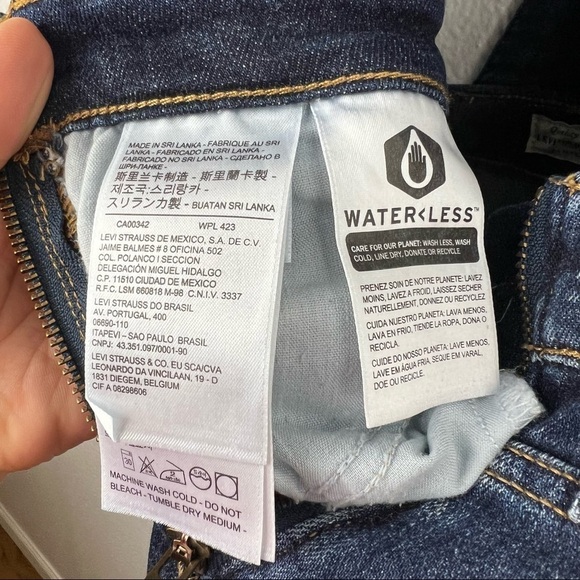 MADE IN SRI LANKA - FABRIQUE AU SRI
LANKA - FABRICADO EN SRI LANKA -
FABRICADO NO SRI LANKA - СДЕЛАНО В
ШРИ-ЛАНКЕ -
斯里兰卡制造 - 斯里蘭卡製 -
제조국:스리랑카 -
スリランカ製 - BUATAN SRI LANKA
CA00342 WPL 423
LEVI STRAUSS DE MEXICO, S.A. DE C.V.
JAIME BALMES # 8 OFICINA 502
COL. POLANCO I SECCION
DELEGACIÓN MIGUEL HIDALGO
C.P. 11510 CIUDAD DE MEXICO
R.F.C. LSM 660818 M-98 C.N.I.V. 3337
LEVI STRAUSS DO BRASIL
AV. PORTUGAL, 400
06690-110
ITAPEVI – SAO PAULO BRASIL
CNPJ: 43.351.097/0001-90
LEVI STRAUSS & CO. EU SCA/CVA
LEONARDO DA VINCILAAN, 19 - D
1831 DIEGEM, BELGIUM
CIF A 08298606
30
MACHINE WASH COLD - DO NOT
BLEACH - TUMBLE DRY MEDIUM -
WATER<LESS™
CARE FOR OUR PLANET: WASH LESS, WASH
COLD, LINE DRY, DONATE OR RECYCLE
PRENEZ SOIN DE NOTRE PLANETE: LAVEZ
MOINS, LAVEZ A FROID, LAISSEZ SECHER
NATURELLEMENT, DONNEZ OU RECYCLEZ
CUIDA NUESTRO PLANETA: LAVA MENOS,
LAVA EN FRIO, TIENDE LA ROPA, DONA O
RECICLA.
CUIDE DO NOSSO PLANETA: LAVE MENOS,
LAVE EM ÁGUA FRIA, SEQUE EM VARAL,
DOE OU RECICLE.